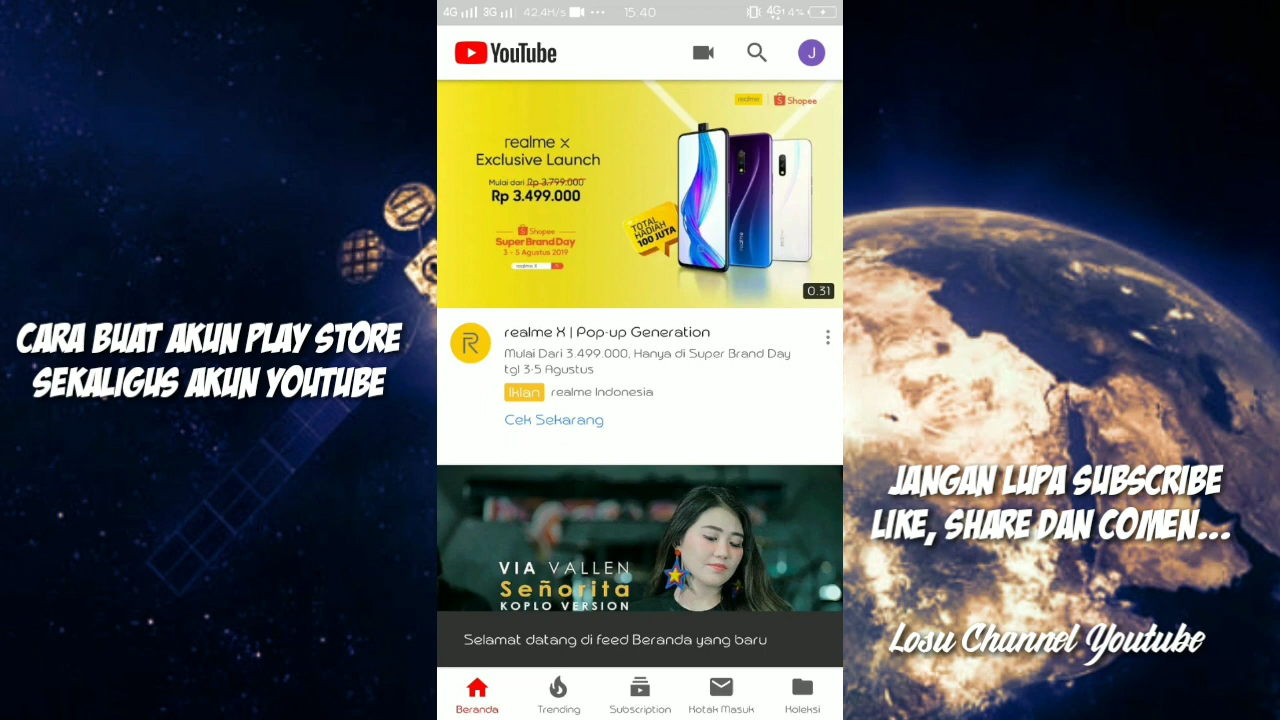 4G 3G 42.4K/s 15:40 4G 4%
YouTube
J
realme Shopee
realme X
Exclusive Launch
Mulai dari Rp 3.799.000
Rp 3.499.000
Shopee
Super Brand Day
3 - 5 Agustus 2019
realme X
TOTAL
HADIAH
100 JUTA
realme
0.31
R
realme X | Pop-up Generation
Mulai Dari 3.499.000, Hanya di Super Brand Day
tgl 3-5 Agustus
Iklan realme Indonesia
Cek Sekarang
VIA VALLEN
Señorita
KOPLO VERSION
Selamat datang di feed Beranda yang baru
Beranda Trending Subscription Kotak Masuk Koleksi
CARA BUAT AKUN PLAY STORE
SEKALIGUS AKUN YOUTUBE
JANGAN LUPA SUBSCRIBE
LIKE, SHARE DAN COMEN...
Losu Channel Youtube